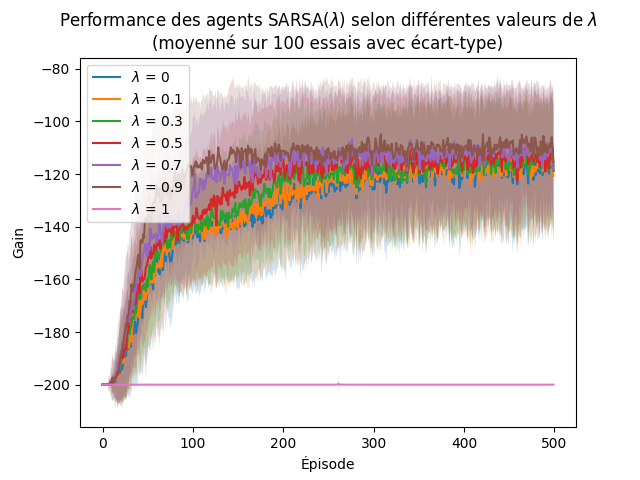 Performance des agents SARSA(λ) selon différentes valeurs de λ
(moyenné sur 100 essais avec écart-type)
λ = 0
λ = 0.1
λ = 0.3
λ = 0.5
λ = 0.7
λ = 0.9
λ = 1
−80
−100
−120
−140
−160
−180
−200
Gain
0 100 200 300 400 500
Épisode